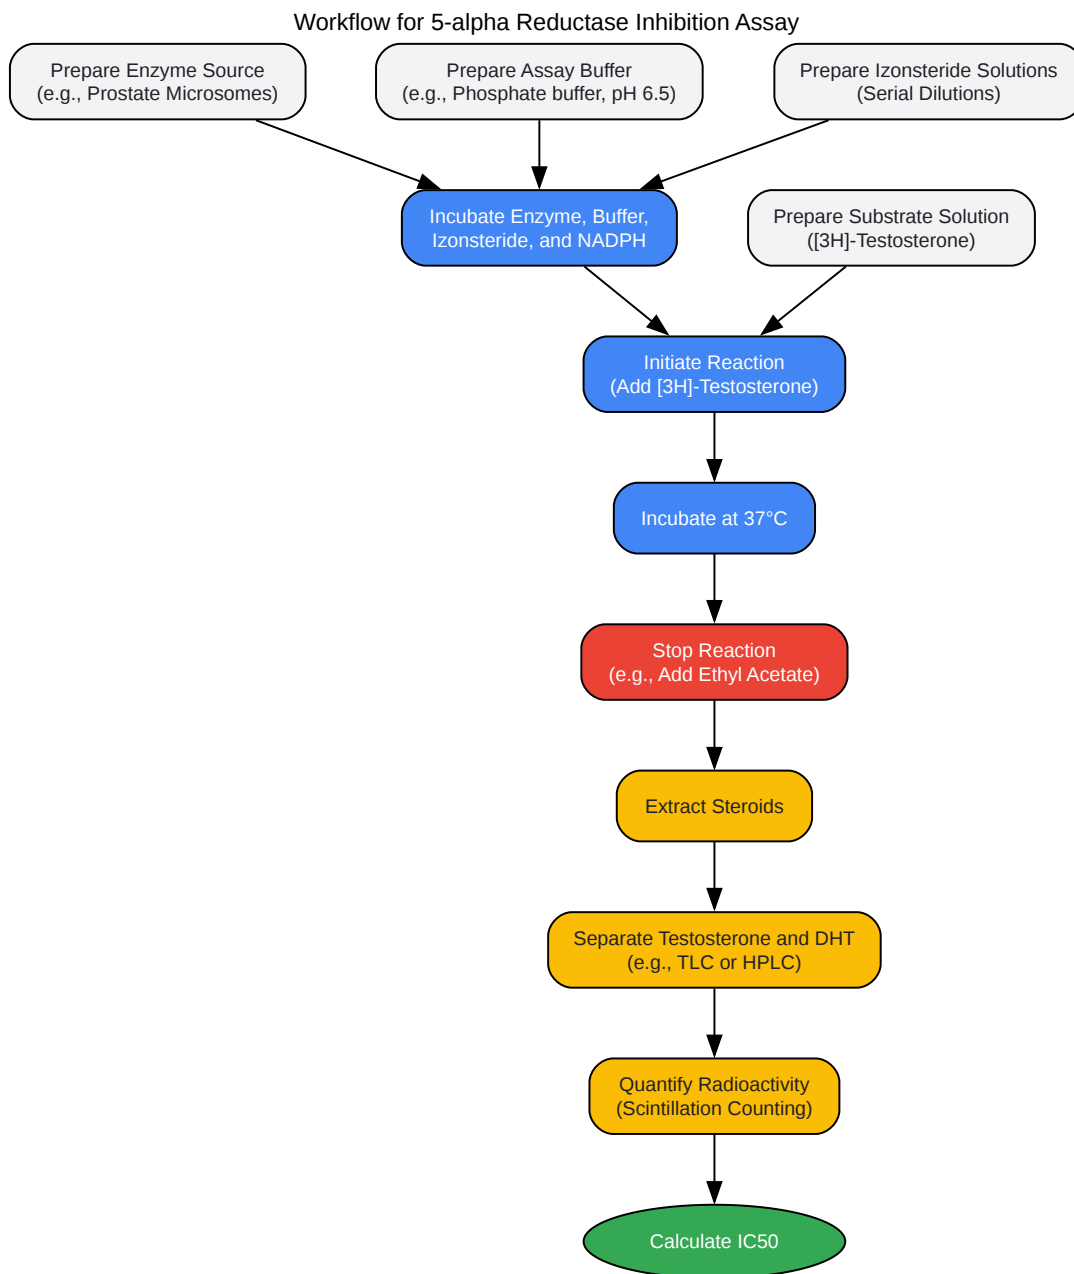 Workflow for 5-alpha Reductase Inhibition Assay
Prepare Enzyme Source
(e.g., Prostate Microsomes)
Prepare Assay Buffer
(e.g., Phosphate buffer, pH 6.5)
Prepare Izonsteride Solutions
(Serial Dilutions)
Incubate Enzyme, Buffer,
Izonsteride, and NADPH
Prepare Substrate Solution
([3H]-Testosterone)
Initiate Reaction
(Add [3H]-Testosterone)
Incubate at 37°C
Stop Reaction
(e.g., Add Ethyl Acetate)
Extract Steroids
Separate Testosterone and DHT
(e.g., TLC or HPLC)
Quantify Radioactivity
(Scintillation Counting)
Calculate IC50